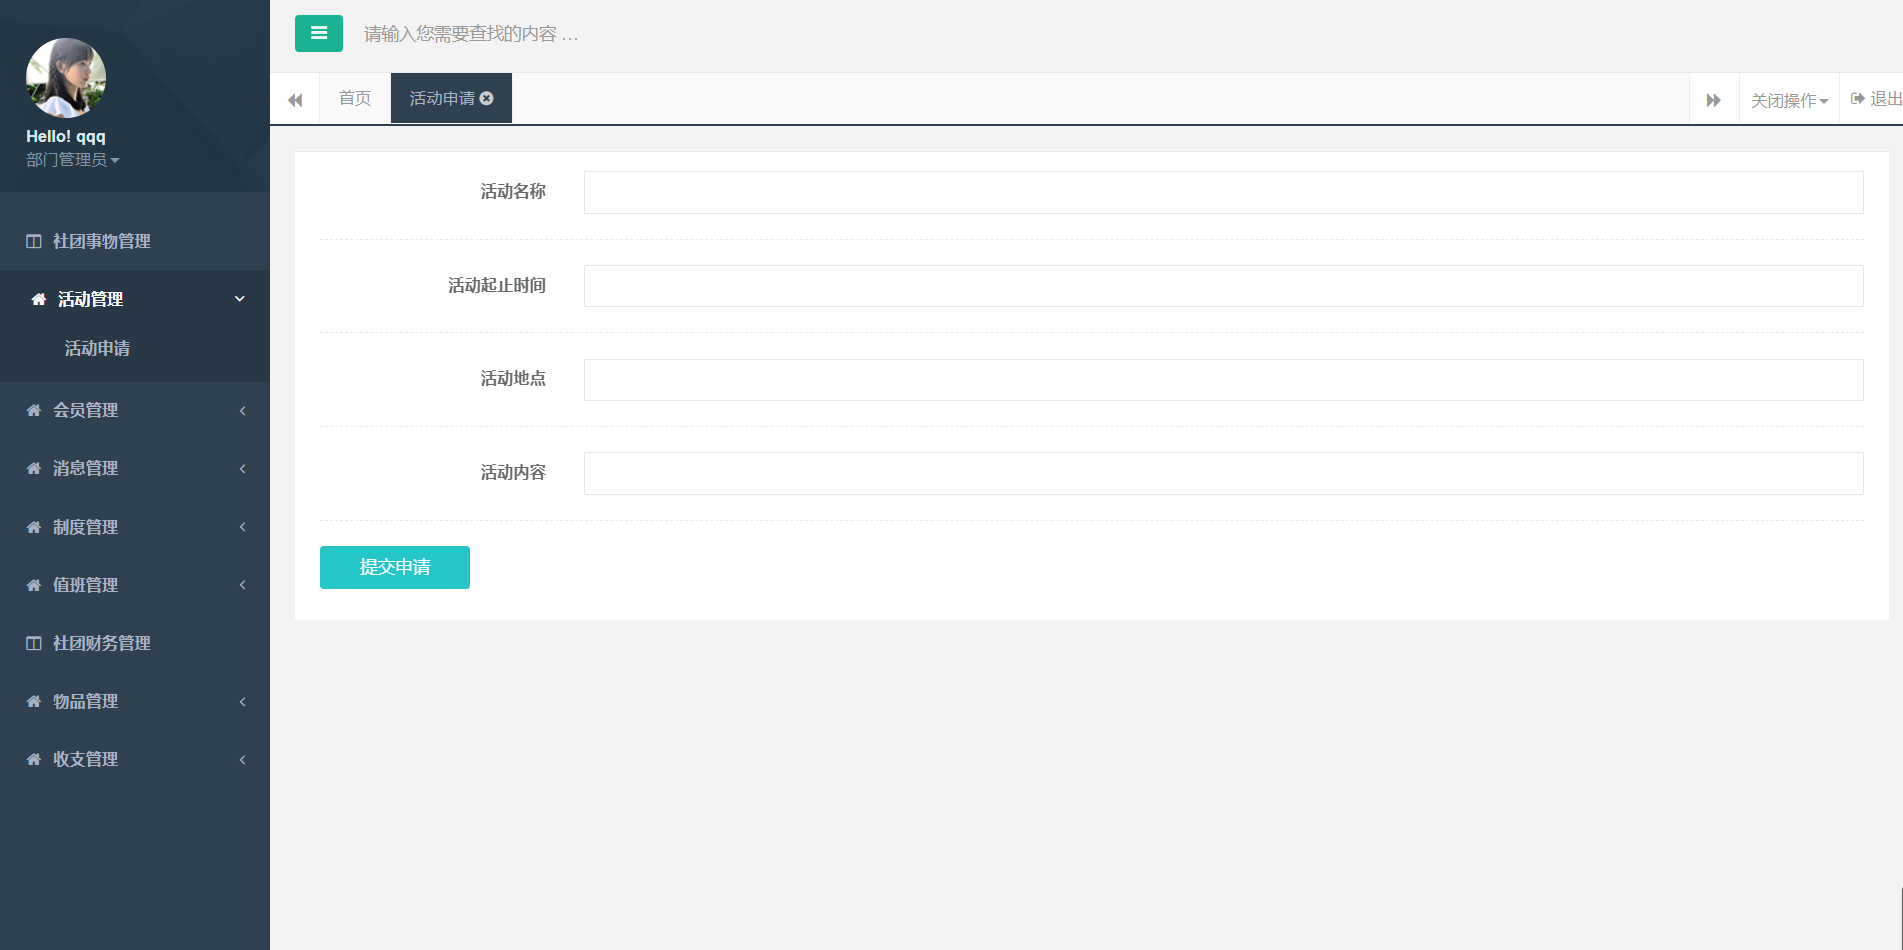 Hello! qqq
部门管理员
社团事物管理
活动管理
活动申请
会员管理
消息管理
制度管理
值班管理
社团财务管理
物品管理
收支管理
请输入您需要查找的内容 …
首页
活动申请
关闭操作
退出
活动名称
活动起止时间
活动地点
活动内容
提交申请